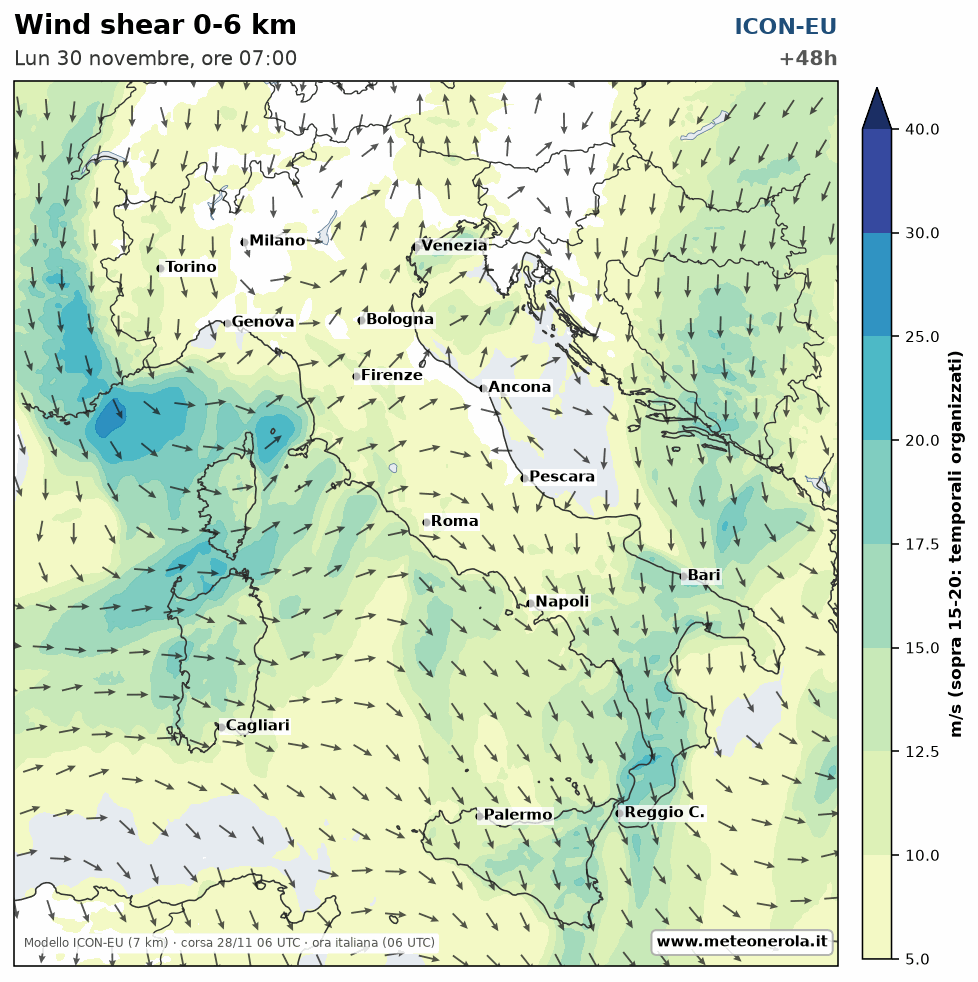 Wind shear 0-6 km
ICON-EU
Lun 30 novembre, ore 07:00
+48h
40.0
30.0
25.0
20.0
17.5
15.0
12.5
10.0
5.0
m/s (sopra 15-20: temporali organizzati)
Milano
Venezia
Torino
Genova
Bologna
Firenze
Ancona
Pescara
Roma
Bari
Napoli
Cagliari
Palermo
Reggio C.
Modello ICON-EU (7 km) · corsa 28/11 06 UTC · ora italiana (06 UTC)
www.meteonerola.it